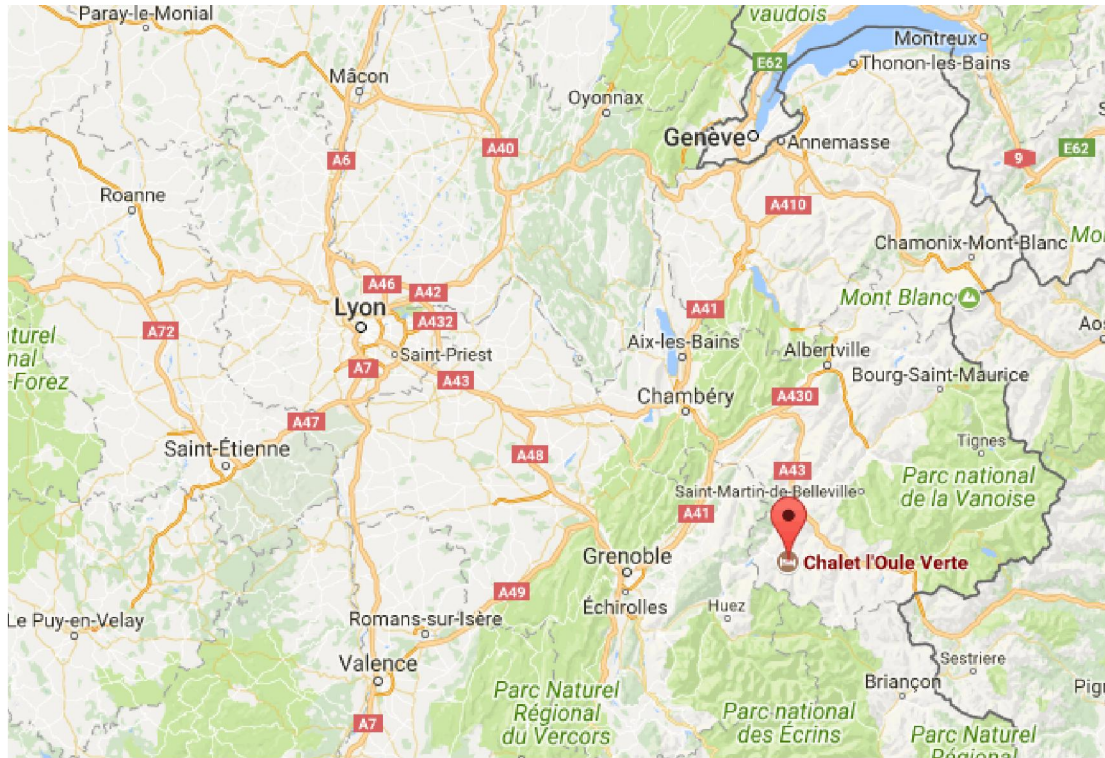 Paray-le-Monial
vaudois
Montreux
E62
Thonon-les-Bains
Mâcon
Oyonnax
Genève
Annemasse
A6
A40
9
E62
Roanne
A410
Chamonix-Mont-Blanc
A46
A42
Mont Blanc
Lyon
A432
A41
A72
Saint-Priest
Aix-les-Bains
Albertville
A7
A43
Bourg-Saint-Maurice
-Forez
Chambéry
A430
A47
Saint-Étienne
A48
Tignes
A43
Parc national
de la Vanoise
Saint-Martin-de-Belleville
A41
Grenoble
Chalet l'Oule Verte
A49
Échirolles
Huez
Le Puy-en-Velay
Romans-sur-Isère
Valence
Sestriere
Briançon
Parc Naturel
Régional
du Vercors
Parc national
des Écrins
A7
Parc Naturel
Régional